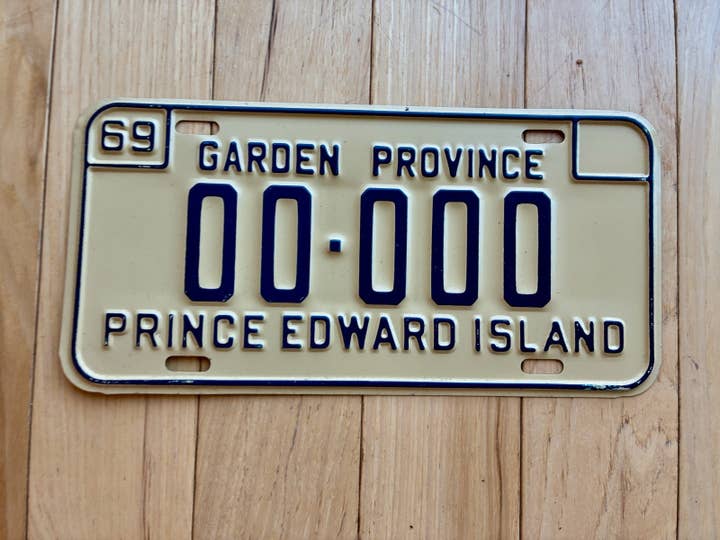 69
GARDEN PROVINCE
00·000
PRINCE EDWARD ISLAND